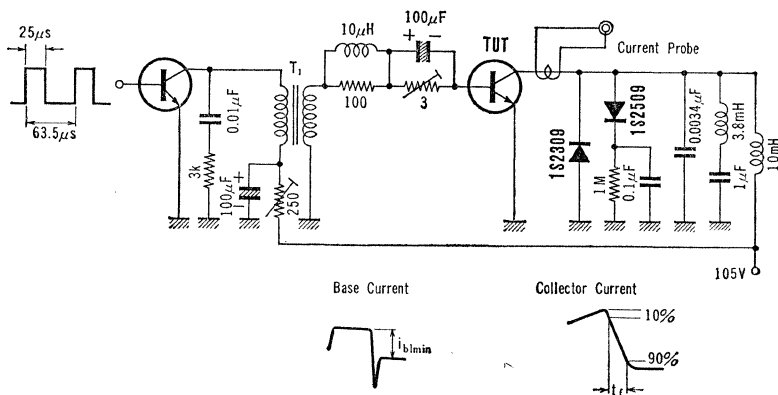 25μs
63.5μs
3k
0.01μF
100μF
+
−
T1
250
10μH
100
100μF
+ −
3
TUT
Current Probe
1S2309
1S2509
1M
0.1μF
0.0034μF
3.8mH
1μF
10mH
105V
Base Current
ib1min
Collector Current
10%
90%
tf